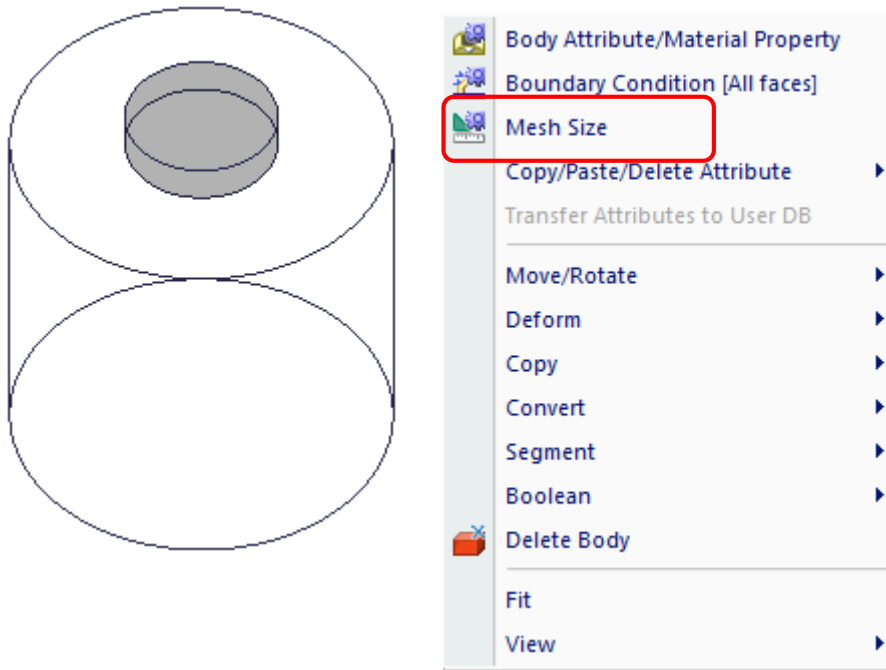 Body Attribute/Material Property
Boundary Condition [All faces]
Mesh Size
Copy/Paste/Delete Attribute
Transfer Attributes to User DB
Move/Rotate
Deform
Copy
Convert
Segment
Boolean
Delete Body
Fit
View